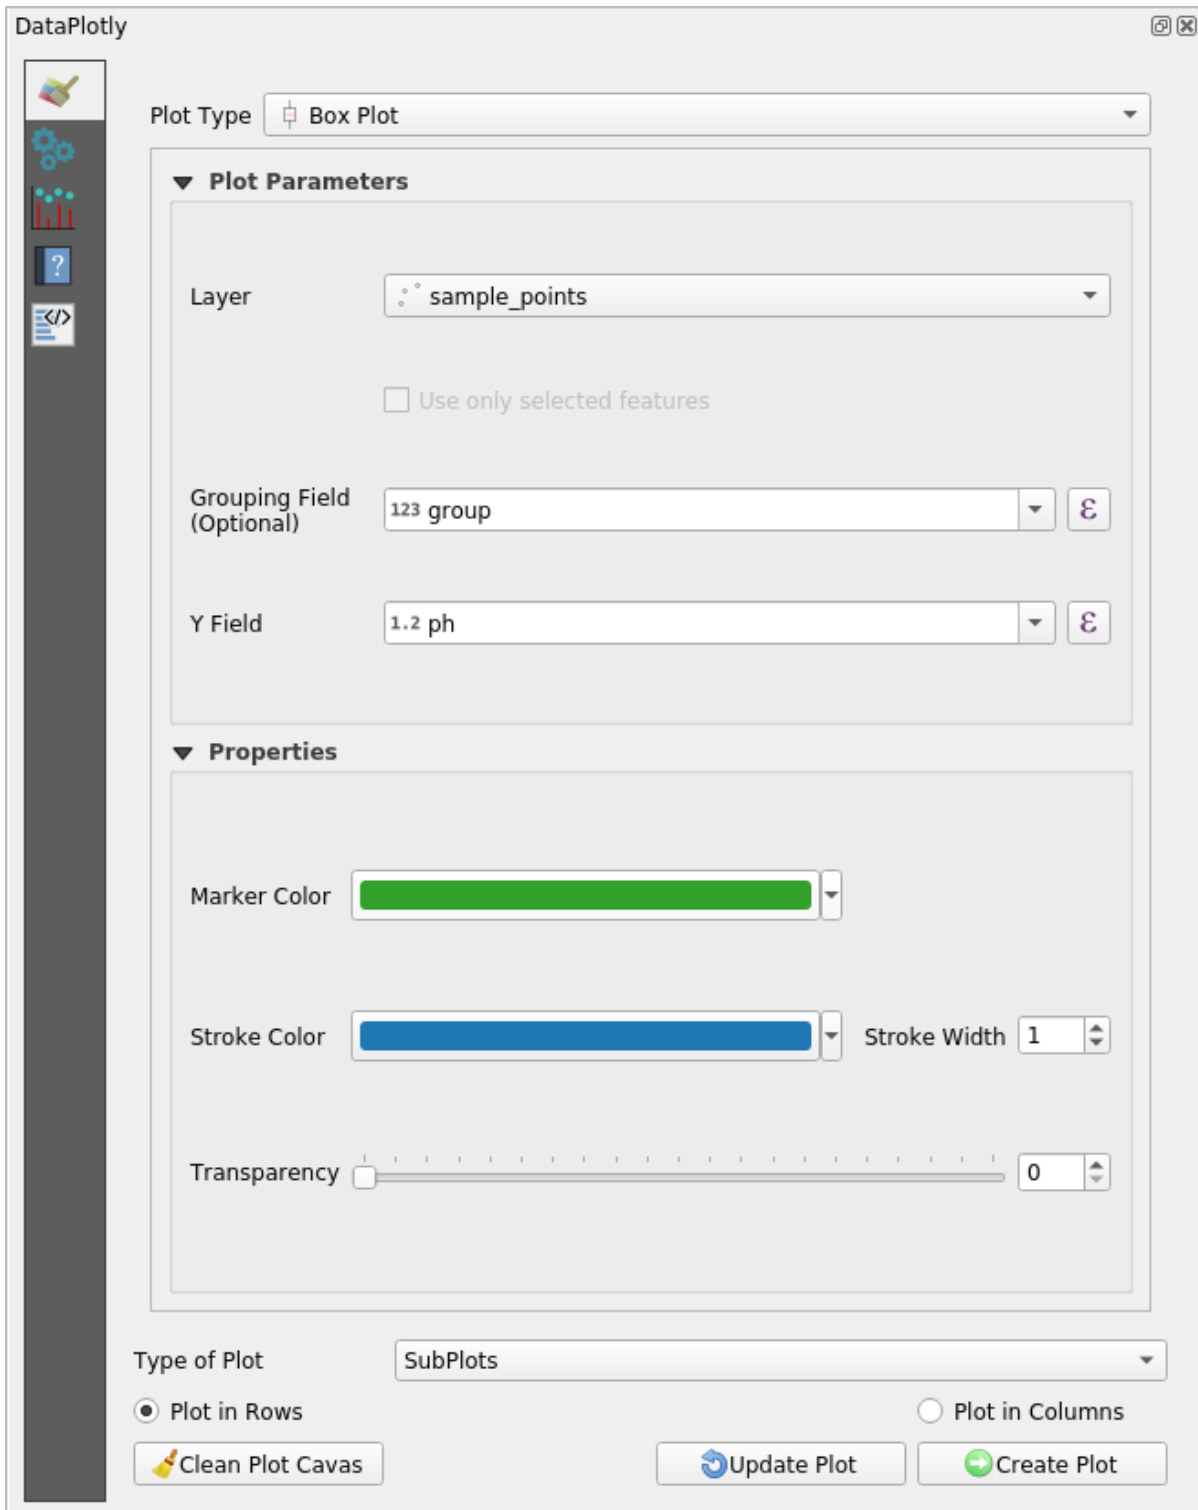 DataPlotly
Plot Type Box Plot
Plot Parameters
Layer sample_points
Use only selected features
Grouping Field
(Optional)
123 group ε
Y Field 1.2 ph ε
Properties
Marker Color
Stroke Color Stroke Width 1
Transparency 0
Type of Plot SubPlots
Plot in Rows Plot in Columns
Clean Plot Cavas Update Plot Create Plot